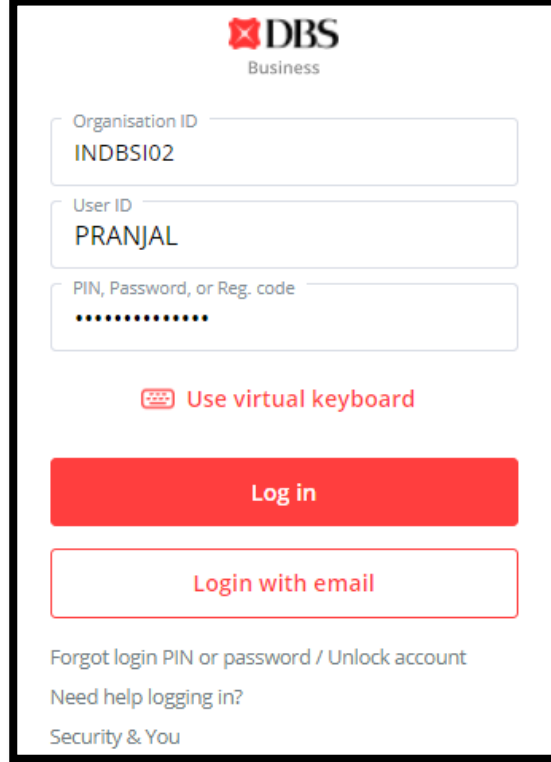 DBS
Business
Organisation ID
INDBSI02
User ID
PRANJAL
PIN, Password, or Reg. code
••••••••••••••
Use virtual keyboard
Log in
Login with email
Forgot login PIN or password / Unlock account
Need help logging in?
Security & You